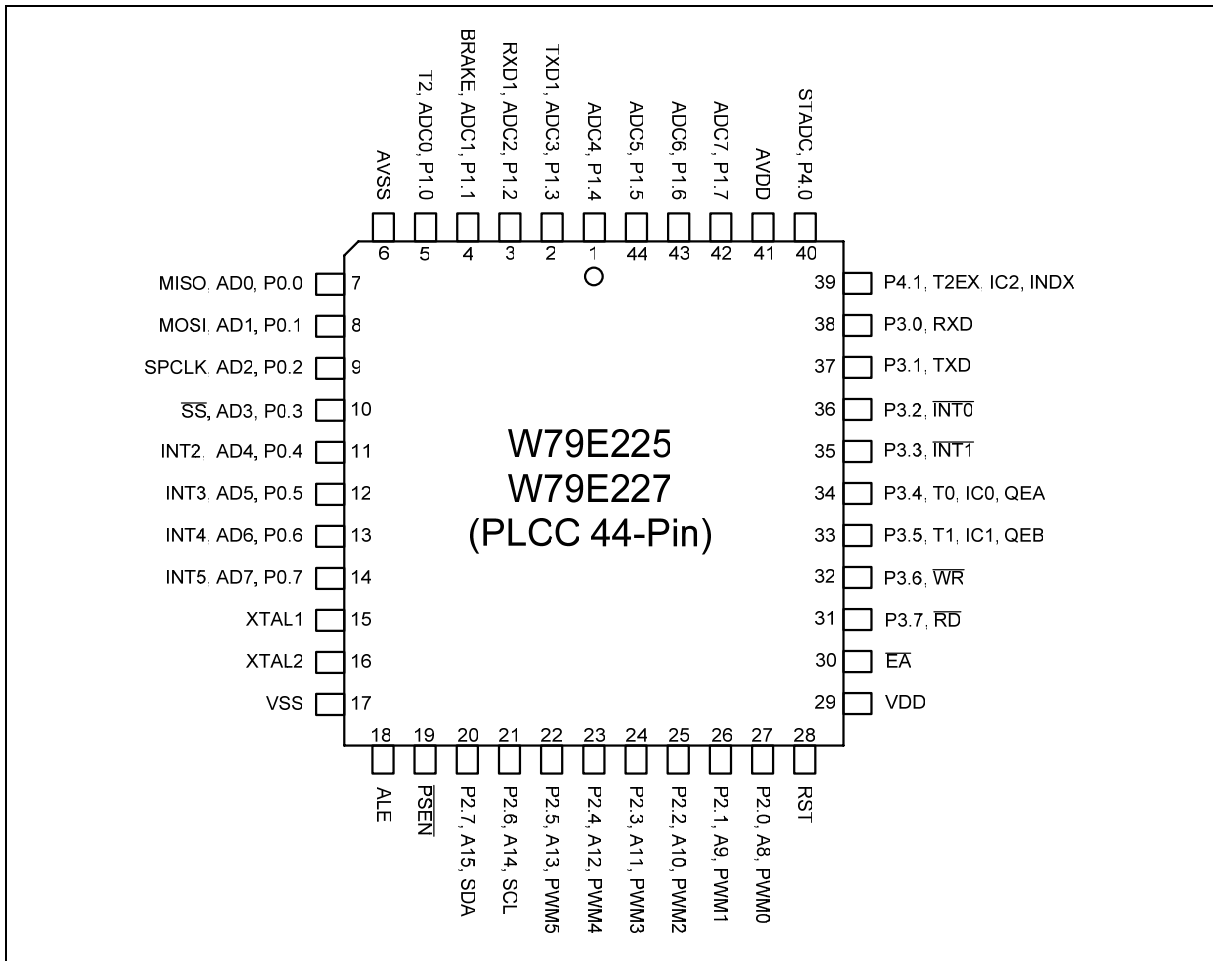 AVSS
T2, ADC0, P1.0
BRAKE, ADC1, P1.1
RXD1, ADC2, P1.2
TXD1, ADC3, P1.3
ADC4, P1.4
ADC5, P1.5
ADC6, P1.6
ADC7, P1.7
AVDD
STADC, P4.0
6 5 4 3 2 1 44 43 42 41 40
MISO, AD0, P0.0 7
MOSI, AD1, P0.1 8
SPCLK, AD2, P0.2 9
S̅S̅, AD3, P0.3 10
INT2, AD4, P0.4 11
INT3, AD5, P0.5 12
INT4, AD6, P0.6 13
INT5, AD7, P0.7 14
XTAL1 15
XTAL2 16
VSS 17
W79E225
W79E227
(PLCC 44-Pin)
39 P4.1, T2EX, IC2, INDX
38 P3.0, RXD
37 P3.1, TXD
36 P3.2, I̅N̅T̅0̅
35 P3.3, I̅N̅T̅1̅
34 P3.4, T0, IC0, QEA
33 P3.5, T1, IC1, QEB
32 P3.6, W̅R̅
31 P3.7, R̅D̅
30 E̅A̅
29 VDD
18 19 20 21 22 23 24 25 26 27 28
ALE
P̅S̅E̅N̅
P2.7, A15, SDA
P2.6, A14, SCL
P2.5, A13, PWM5
P2.4, A12, PWM4
P2.3, A11, PWM3
P2.2, A10, PWM2
P2.1, A9, PWM1
P2.0, A8, PWM0
RST